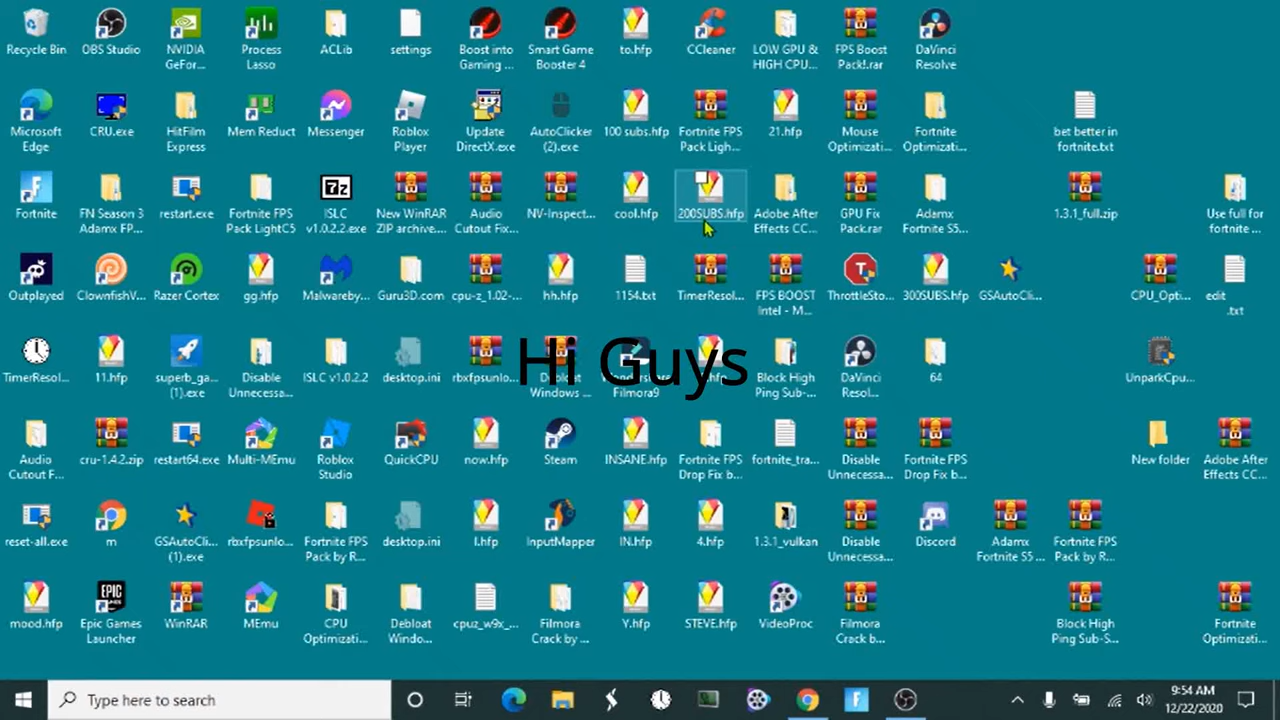 Recycle Bin
OBS Studio
NVIDIA
GeFor...
Process
Lasso
ACLib
settings
Boost into
Gaming ...
Smart Game
Booster 4
to.hfp
CCleaner
LOW GPU &
HIGH CPU...
FPS Boost
Pack!.rar
DaVinci
Resolve
Microsoft
Edge
CRU.exe
HitFilm
Express
Mem Reduct
Messenger
Roblox
Player
Update
DirectX.exe
AutoClicker
(2).exe
100 subs.hfp
Fortnite FPS
Pack Ligh...
21.hfp
Mouse
Optimizati...
Fortnite
Optimizati...
bet better in
fortnite.txt
Fortnite
FN Season 3
Adamx FP...
restart.exe
Fortnite FPS
Pack LightC5
ISLC
v1.0.2.2.exe
New WinRAR
ZIP archive...
Audio
Cutout Fix...
NV-Inspect...
cool.hfp
200SUBS.hfp
Adobe After
Effects CC...
GPU Fix
Pack.rar
Adamx
Fortnite S5...
1.3.1_full.zip
Use full for
fortnite ...
Outplayed
ClownfishV...
Razer Cortex
gg.hfp
Malwareby...
Guru3D.com
cpu-z_1.02-...
hh.hfp
1154.txt
TimerResol...
FPS BOOST
Intel - M...
ThrottleSto...
300SUBS.hfp
GSAutoCli...
CPU_Opti...
edit
.txt
Hi Guys
TimerResol...
11.hfp
superb_ga...
(1).exe
Disable
Unnecessa...
ISLC v1.0.2.2
desktop.ini
rbxfpsunlo...
Debloat
Windows ...
Filmora9
Block High
Ping Sub-...
DaVinci
Resol...
64
UnparkCpu...
Audio
Cutout F...
cru-1.4.2.zip
restart64.exe
Multi-MEmu
Roblox
Studio
QuickCPU
now.hfp
Steam
INSANE.hfp
Fortnite FPS
Drop Fix b...
fortnite_tra...
Disable
Unnecessa...
Fortnite FPS
Drop Fix b...
New folder
Adobe After
Effects CC...
reset-all.exe
m
GSAutoCli...
(1).exe
rbxfpsunlo...
Fortnite FPS
Pack by R...
desktop.ini
I.hfp
InputMapper
IN.hfp
4.hfp
1.3.1_vulkan
Disable
Unnecessa...
Discord
Adamx
Fortnite S5 ...
Fortnite FPS
Pack by R...
mood.hfp
Epic Games
Launcher
WinRAR
MEmu
CPU
Optimizati...
Debloat
Windo...
cpuz_w9x_...
Filmora
Crack by ...
Y.hfp
STEVE.hfp
VideoProc
Filmora
Crack b...
Block High
Ping Sub-S...
Fortnite
Optimizati...
Type here to search
9:54 AM
12/22/2020